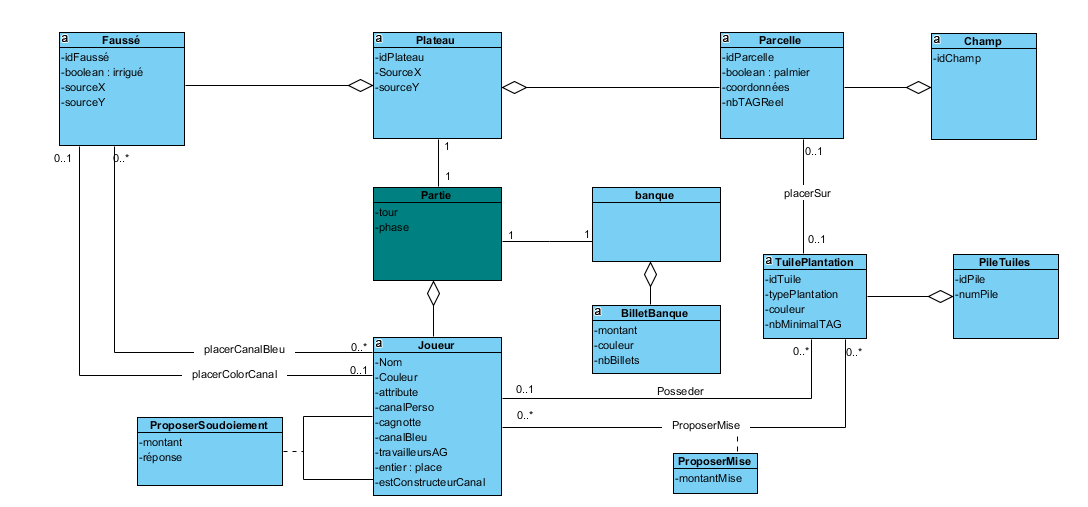 a Faussé
-idFaussé
-boolean : irrigué
-sourceX
-sourceY
a Plateau
-idPlateau
-SourceX
-sourceY
a Parcelle
-idParcelle
-boolean : palmier
-coordonnées
-nbTAGReel
a Champ
-idChamp
0..1
0..*
1
1
0..1
placerSur
0..1
Partie
-tour
-phase
1
1
banque
a BilletBanque
-montant
-couleur
-nbBillets
a TuilePlantation
-idTuile
-typePlantation
-couleur
-nbMinimalTAG
PileTuiles
-idPile
-numPile
placerCanalBleu
0..*
placerColorCanal
0..1
a Joueur
-Nom
-Couleur
-attribute
-canalPerso
-cagnotte
-canalBleu
-travailleursAG
-entier : place
-estConstructeurCanal
0..*
0..*
0..1
Posseder
0..*
ProposerMise
ProposerSoudoiement
-montant
-réponse
ProposerMise
-montantMise